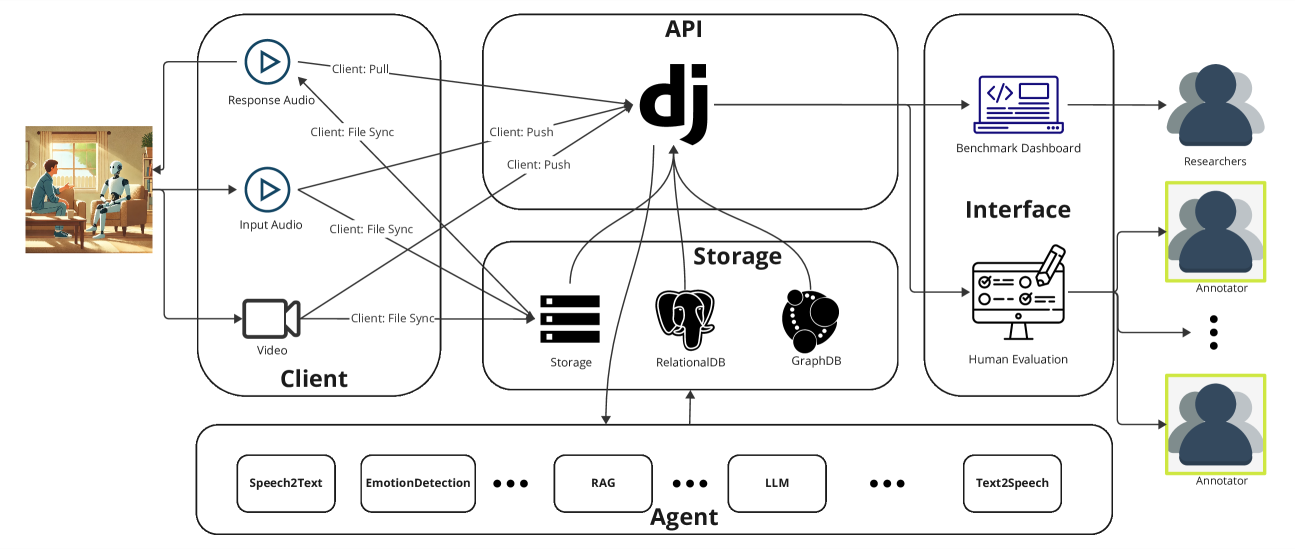 API
Client: Pull
Response Audio
Client: File Sync
Client: Push
Client: Push
dj
Benchmark Dashboard
Researchers
Input Audio
Client: File Sync
Interface
Storage
Annotator
Client: File Sync
Video
Client
Storage
RelationalDB
GraphDB
Human Evaluation
Annotator
Speech2Text
EmotionDetection
RAG
LLM
Text2Speech
Agent